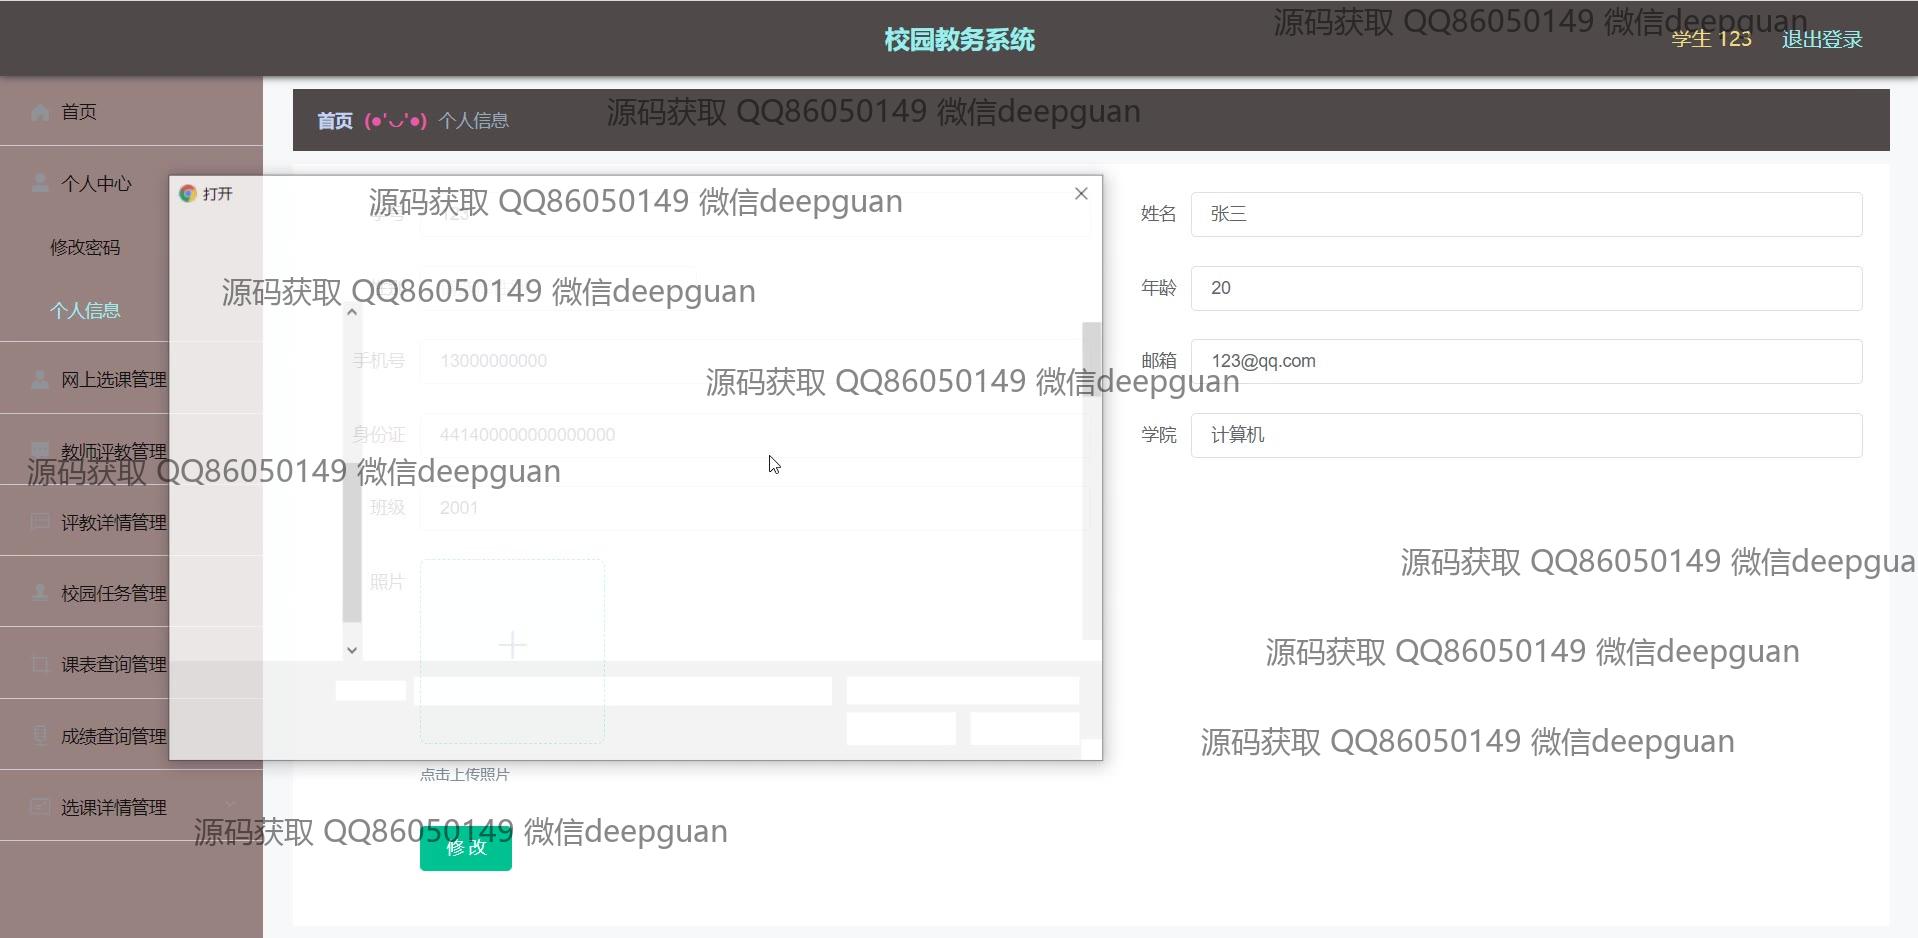 校园教务系统
源码获取 QQ86050149 微信deepguan
学生 123
退出登录
首页
首页 (●'◡'●) 个人信息
源码获取 QQ86050149 微信deepguan
个人中心
打开
源码获取 QQ86050149 微信deepguan
学号 123
姓名 张三
修改密码
源码获取 QQ86050149 微信deepguan
年龄 20
个人信息
手机号 13000000000
邮箱 123@qq.com
网上选课管理
源码获取 QQ86050149 微信deepguan
身份证 441400000000000000
学院 计算机
教师评教管理
源码获取 QQ86050149 微信deepguan
班级 2001
评教详情管理
源码获取 QQ86050149 微信deepgua
照片
校园任务管理
源码获取 QQ86050149 微信deepguan
课表查询管理
成绩查询管理
源码获取 QQ86050149 微信deepguan
点击上传照片
选课详情管理
源码获取 QQ86050149 微信deepguan
修改